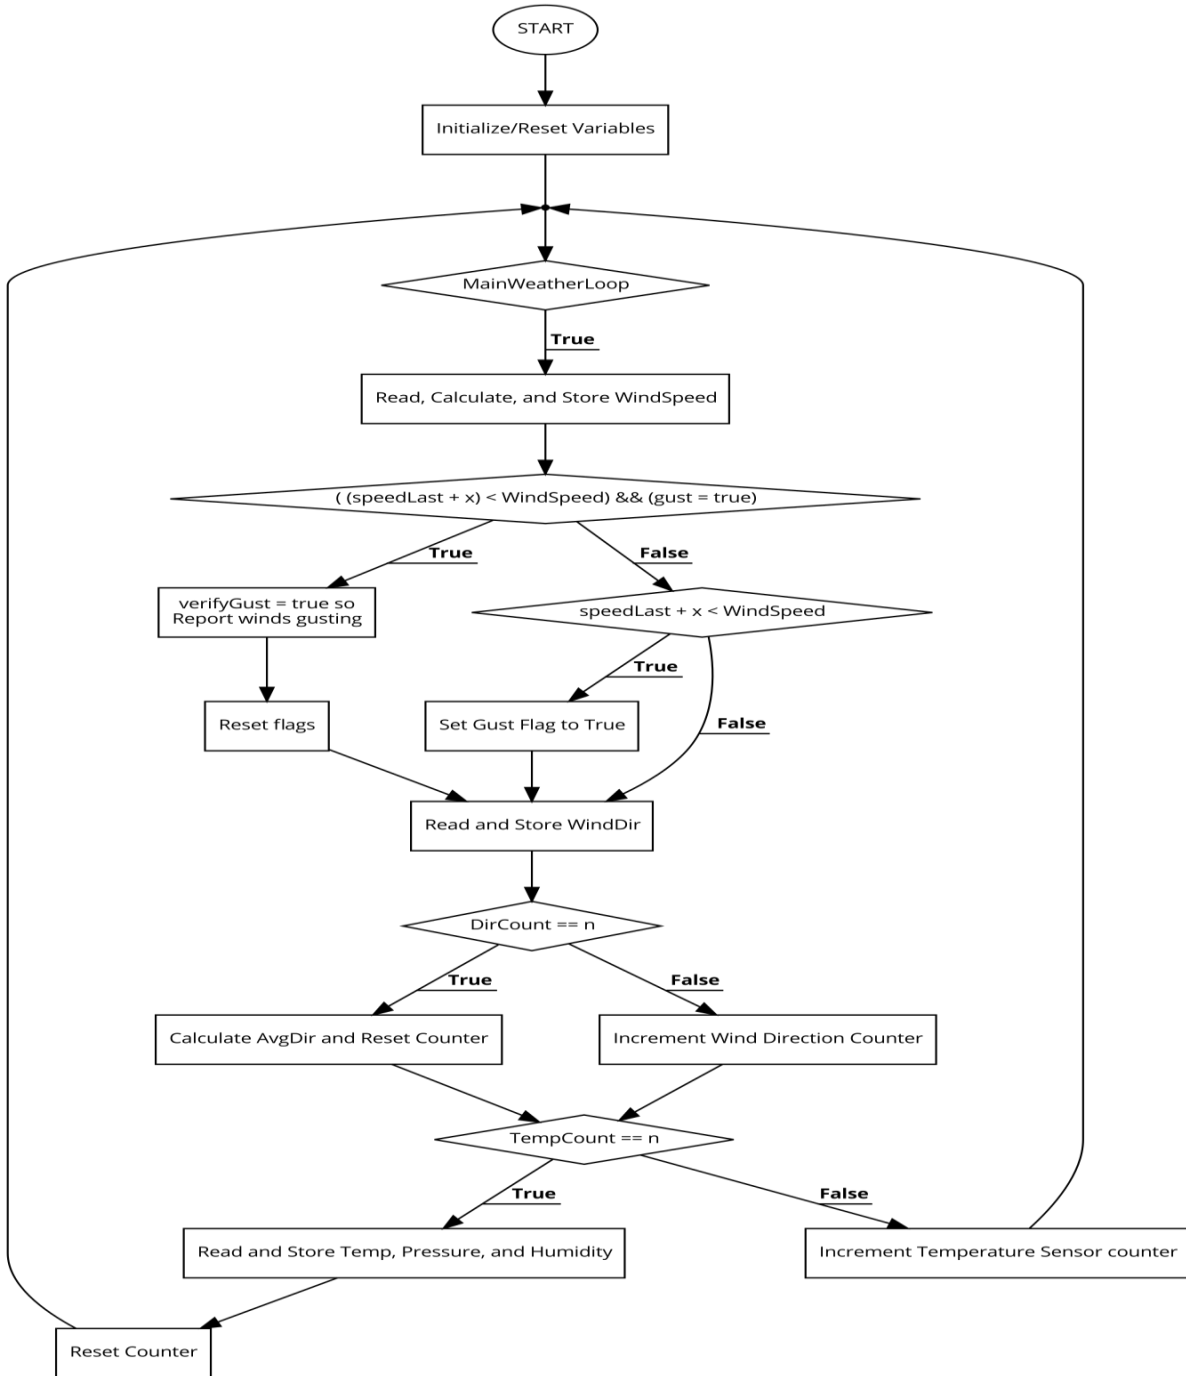 START
Initialize/Reset Variables
MainWeatherLoop
True
Read, Calculate, and Store WindSpeed
( (speedLast + x) < WindSpeed) && (gust = true)
True
False
verifyGust = true so
Report winds gusting
speedLast + x < WindSpeed
True
Reset flags
Set Gust Flag to True
False
Read and Store WindDir
DirCount == n
True
False
Calculate AvgDir and Reset Counter
Increment Wind Direction Counter
TempCount == n
True
False
Read and Store Temp, Pressure, and Humidity
Increment Temperature Sensor counter
Reset Counter